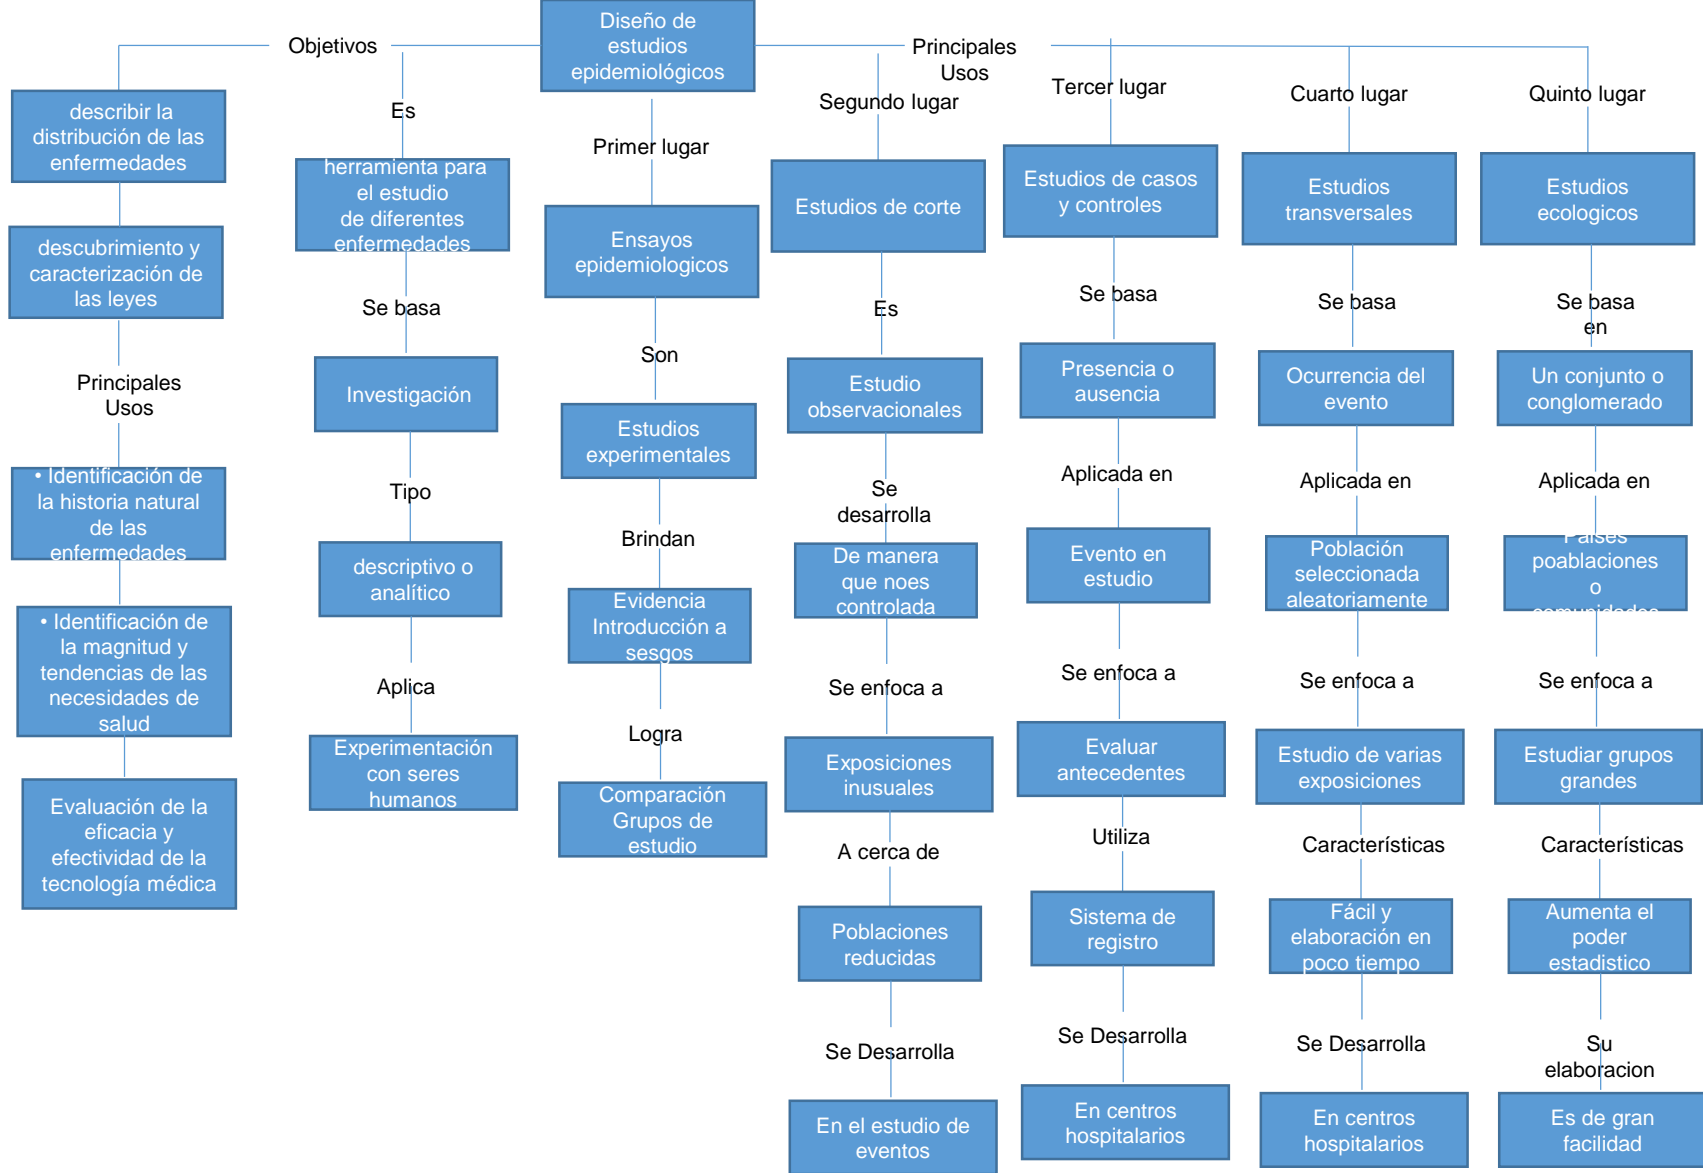 Diseño de
estudios
epidemiológicos
Objetivos
describir la
distribución de las
enfermedades
descubrimiento y
caracterización de
las leyes
Principales
Usos
• Identificación de
la historia natural
de las
enfermedades
• Identificación de
la magnitud y
tendencias de las
necesidades de
salud
Evaluación de la
eficacia y
efectividad de la
tecnología médica
Es
herramienta para
el estudio
de diferentes
enfermedades
Se basa
Investigación
Tipo
descriptivo o
analítico
Aplica
Experimentación
con seres
humanos
Primer lugar
Ensayos
epidemiologicos
Son
Estudios
experimentales
Brindan
Evidencia
Introducción a
sesgos
Logra
Comparación
Grupos de
estudio
Principales
Usos
Segundo lugar
Estudios de corte
Es
Estudio
observacionales
Se
desarrolla
De manera
que noes
controlada
Se enfoca a
Exposiciones
inusuales
A cerca de
Poblaciones
reducidas
Se Desarrolla
En el estudio de
eventos
Tercer lugar
Estudios de casos
y controles
Se basa
Presencia o
ausencia
Aplicada en
Evento en
estudio
Se enfoca a
Evaluar
antecedentes
Utiliza
Sistema de
registro
Se Desarrolla
En centros
hospitalarios
Cuarto lugar
Estudios
transversales
Se basa
Ocurrencia del
evento
Aplicada en
Población
seleccionada
aleatoriamente
Se enfoca a
Estudio de varias
exposiciones
Características
Fácil y
elaboración en
poco tiempo
Se Desarrolla
En centros
hospitalarios
Quinto lugar
Estudios
ecologicos
Se basa
en
Un conjunto o
conglomerado
Aplicada en
Países
poablaciones
o
comunidades
Se enfoca a
Estudiar grupos
grandes
Características
Aumenta el
poder
estadistico
Su
elaboracion
Es de gran
facilidad